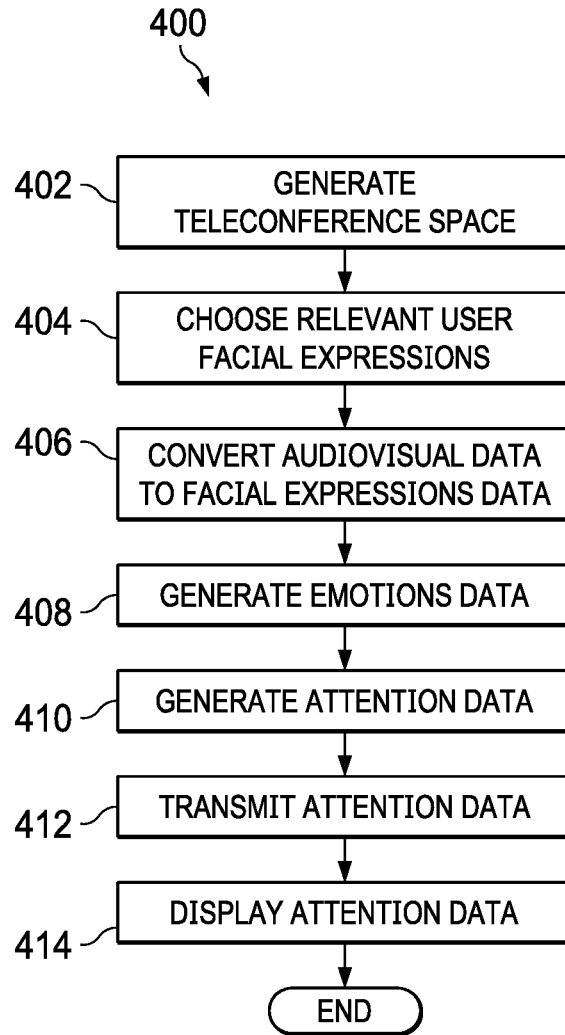 400
402
GENERATE
TELECONFERENCE SPACE
404
CHOOSE RELEVANT USER
FACIAL EXPRESSIONS
406
CONVERT AUDIOVISUAL DATA
TO FACIAL EXPRESSIONS DATA
408
GENERATE EMOTIONS DATA
410
GENERATE ATTENTION DATA
412
TRANSMIT ATTENTION DATA
414
DISPLAY ATTENTION DATA
END